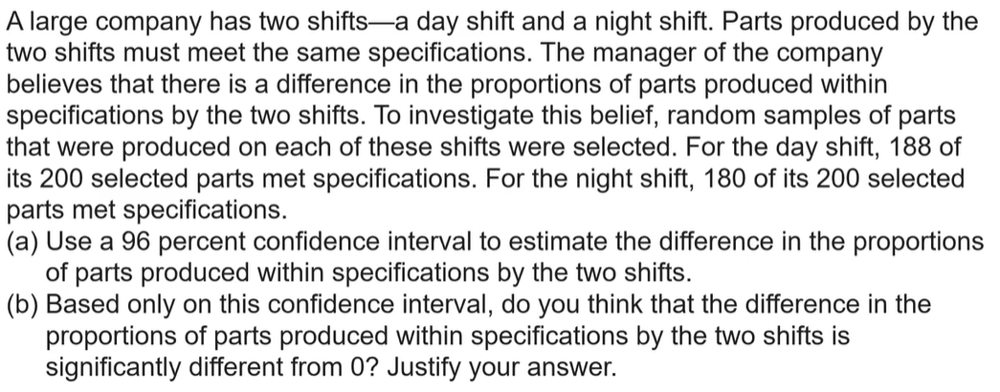 A large company has two shifts—a day shift and a night shift. Parts produced by the
two shifts must meet the same specifications. The manager of the company
believes that there is a difference in the proportions of parts produced within
specifications by the two shifts. To investigate this belief, random samples of parts
that were produced on each of these shifts were selected. For the day shift, 188 of
its 200 selected parts met specifications. For the night shift, 180 of its 200 selected
parts met specifications.
(a) Use a 96 percent confidence interval to estimate the difference in the proportions
of parts produced within specifications by the two shifts.
(b) Based only on this confidence interval, do you think that the difference in the
proportions of parts produced within specifications by the two shifts is
significantly different from 0? Justify your answer.